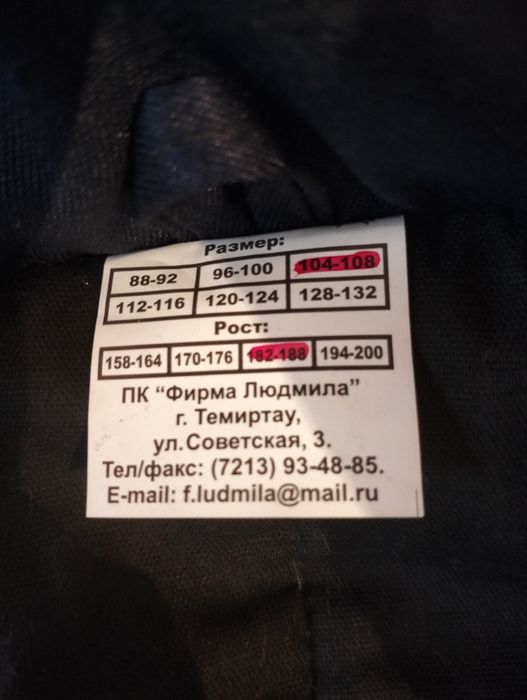 Размер:
88-92 96-100 104-108
112-116 120-124 128-132
Рост:
158-164 170-176 182-188 194-200
ПК “Фирма Людмила”
г. Темиртау,
ул.Советская, 3.
Тел/факс: (7213) 93-48-85.
E-mail: f.ludmila@mail.ru